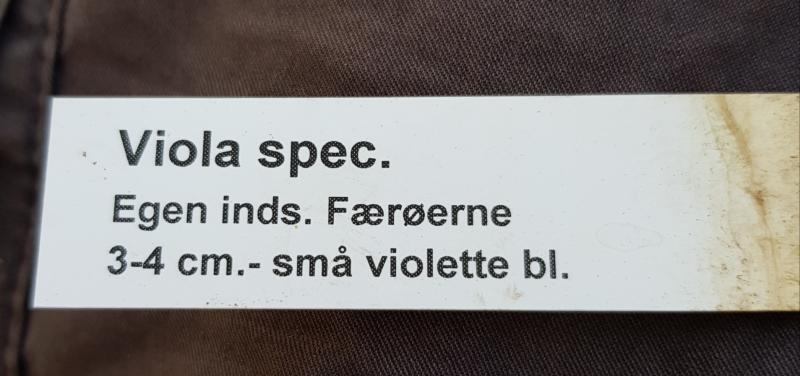 Viola spec.
Egen inds. Færøerne
3-4 cm.- små violette bl.